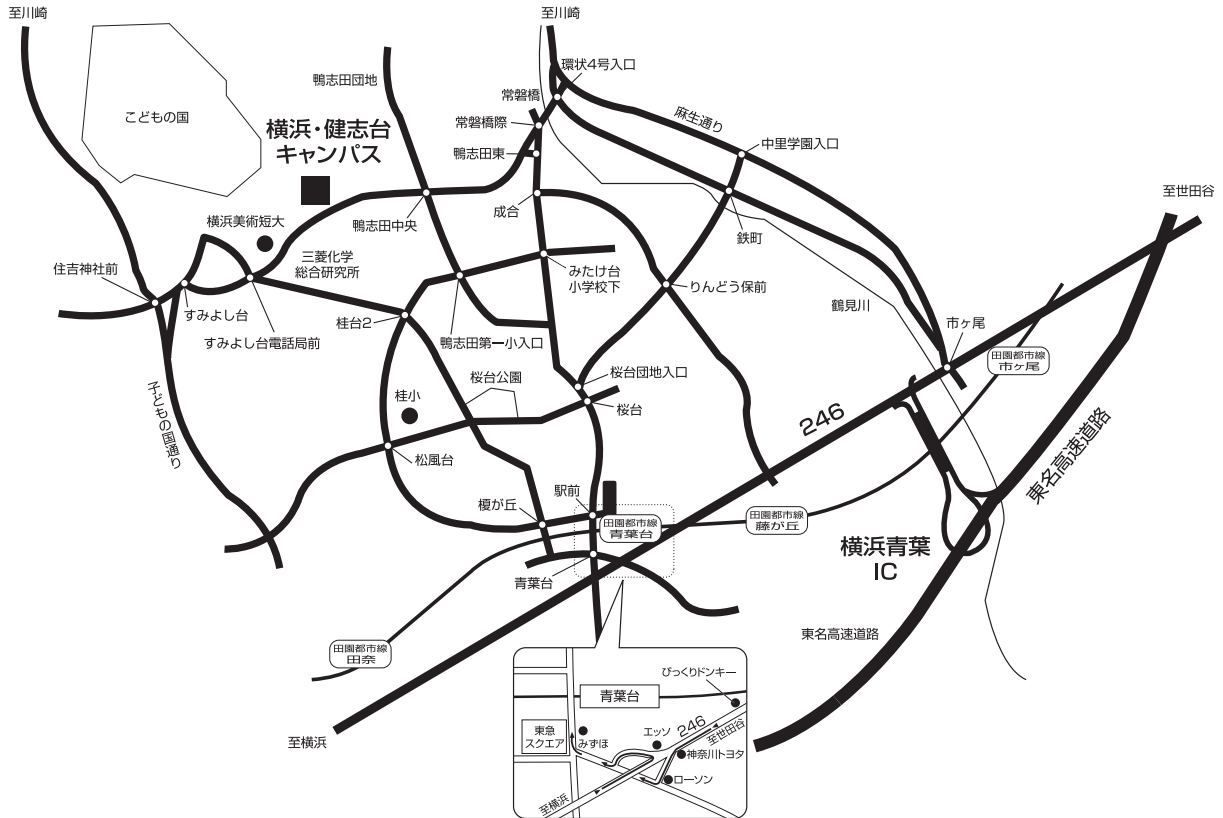 至川崎
至川崎
環状4号入口
鴨志田団地
常磐橋
こどもの国
横浜・健志台
キャンパス
常磐橋際
麻生通り
中里学園入口
鴨志田東
至世田谷
横浜美術短大
鴨志田中央
成合
鉄町
住吉神社前
三菱化学
総合研究所
みたけ台
小学校下
りんどう保前
すみよし台
鶴見川
桂台2
すみよし台電話局前
鴨志田第一小入口
市ヶ尾
田園都市線
市ヶ尾
桜台公園
桜台団地入口
桂小
桜台
子どもの国通り
246
松風台
東名高速道路
榎が丘
駅前
田園都市線
青葉台
田園都市線
藤が丘
横浜青葉
IC
青葉台
田園都市線
田奈
東名高速道路
至横浜
びっくりドンキー
青葉台
東急
スクエア
みずほ
エッソ
246
至世田谷
神奈川トヨタ
ローソン
至横浜